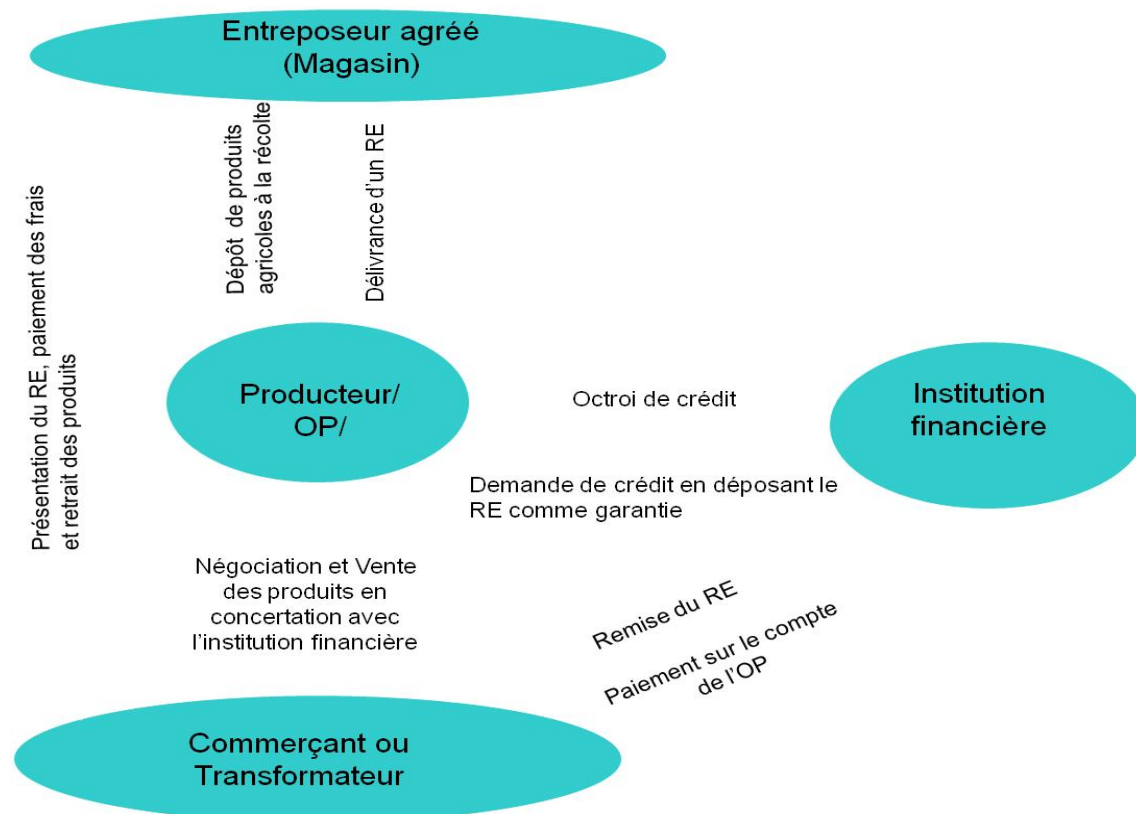 Entreposeur agréé
(Magasin)
Dépôt de produits
agricoles à la récolte
Délivrance d'un RE
Présentation du RE, paiement des frais
et retrait des produits
Producteur/
OP/
Octroi de crédit
Institution
financière
Demande de crédit en déposant le
RE comme garantie
Négociation et Vente
des produits en
concertation avec
l'institution financière
Remise du RE
Paiement sur le compte
de l'OP
Commerçant ou
Transformateur